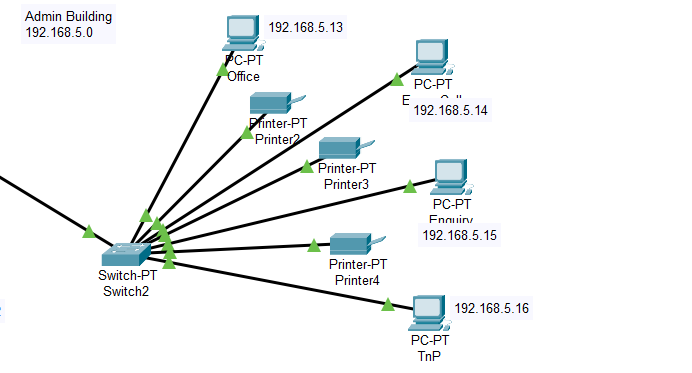 Admin Building
192.168.5.0
192.168.5.13
PC-PT
Office
PC-PT
192.168.5.14
Printer-PT
Printer2
Printer-PT
Printer3
PC-PT
Enquiry
192.168.5.15
Printer-PT
Printer4
Switch-PT
Switch2
192.168.5.16
PC-PT
TnP